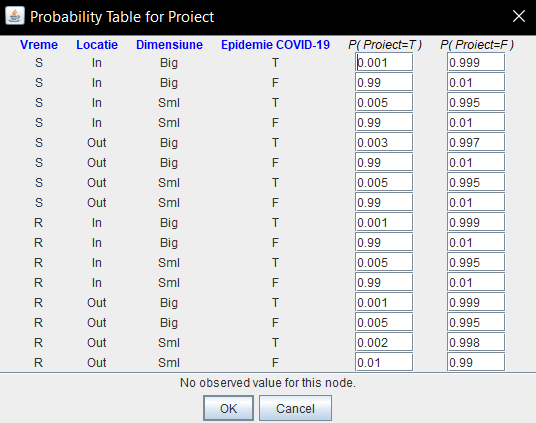 Probability Table for Proiect
Vreme Locatie Dimensiune Epidemie COVID-19 P( Proiect=T ) P( Proiect=F )
S In Big T 0.001 0.999
S In Big F 0.99 0.01
S In Sml T 0.005 0.995
S In Sml F 0.99 0.01
S Out Big T 0.003 0.997
S Out Big F 0.99 0.01
S Out Sml T 0.005 0.995
S Out Sml F 0.99 0.01
R In Big T 0.001 0.999
R In Big F 0.99 0.01
R In Sml T 0.005 0.995
R In Sml F 0.99 0.01
R Out Big T 0.001 0.999
R Out Big F 0.005 0.995
R Out Sml T 0.002 0.998
R Out Sml F 0.01 0.99
No observed value for this node.
OK Cancel